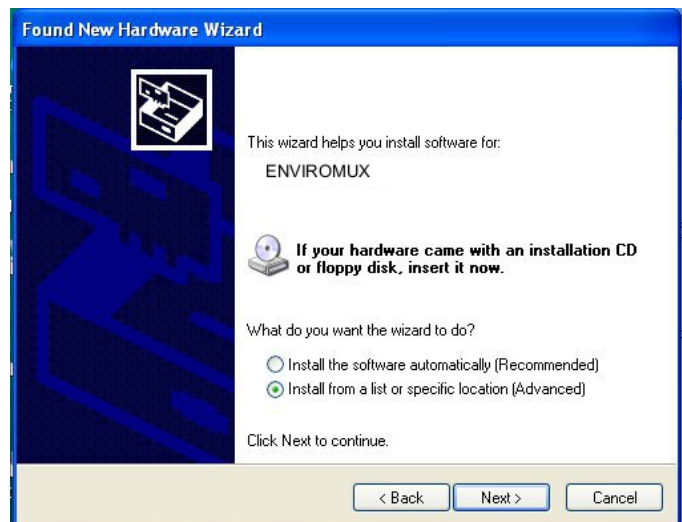 Found New Hardware Wizard
This wizard helps you install software for:
ENVIROMUX
If your hardware came with an installation CD
or floppy disk, insert it now.
What do you want the wizard to do?
Install the software automatically (Recommended)
Install from a list or specific location (Advanced)
Click Next to continue.
< Back Next > Cancel